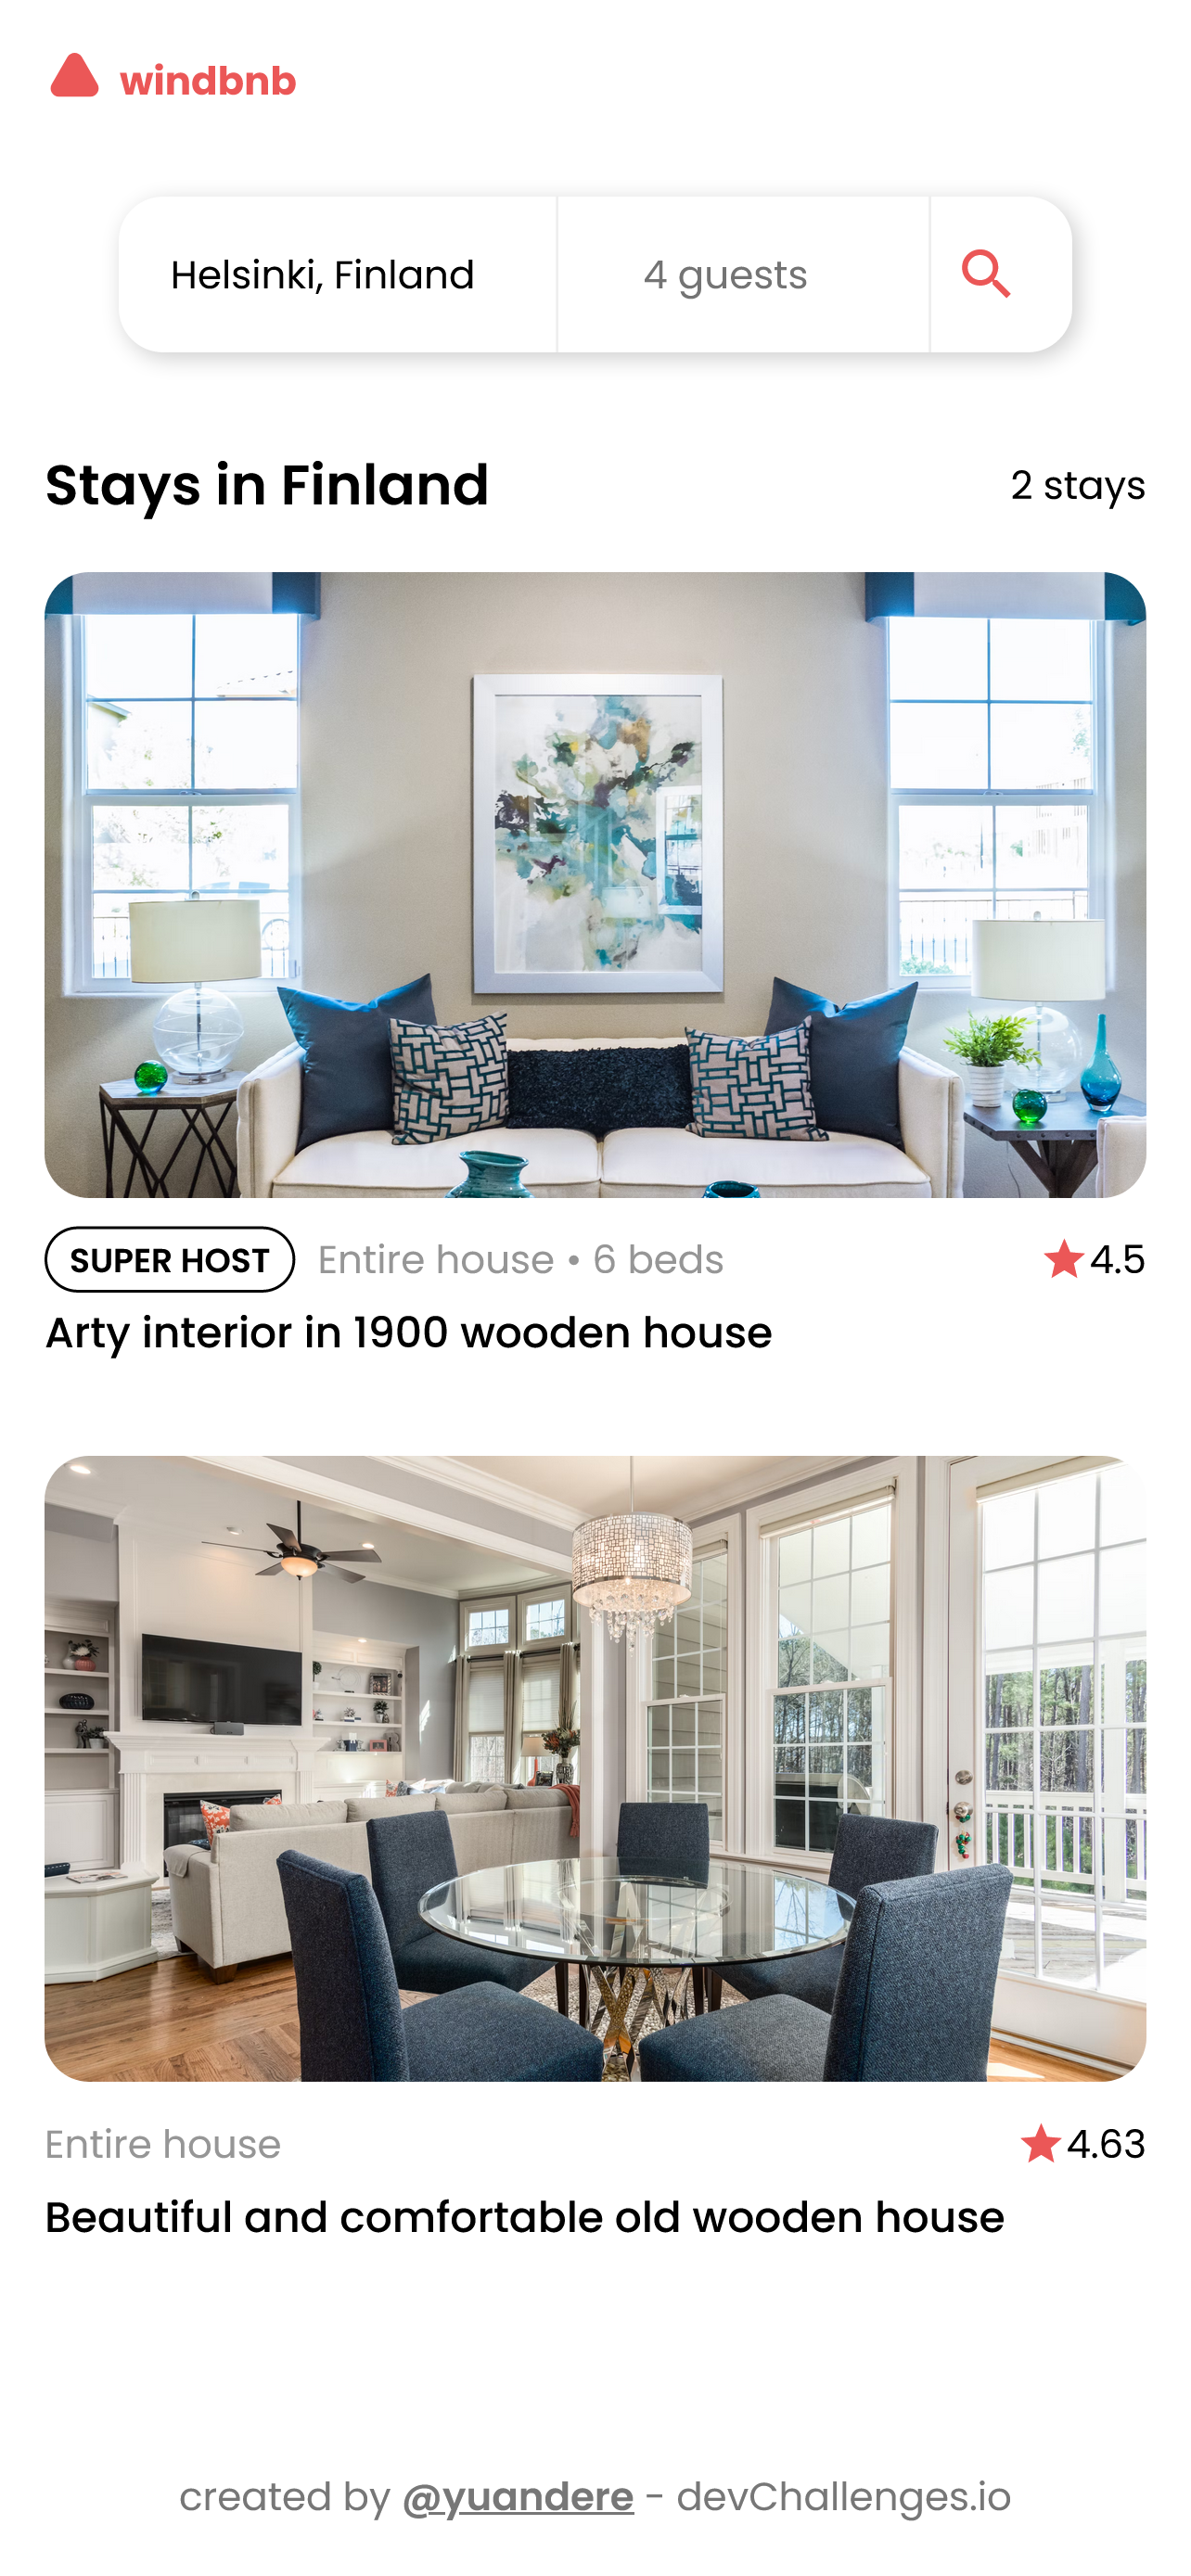 windbnb
Helsinki, Finland
4 guests
Stays in Finland
2 stays
SUPER HOST
Entire house • 6 beds
4.5
Arty interior in 1900 wooden house
Entire house
4.63
Beautiful and comfortable old wooden house
created by @yuandere - devChallenges.io